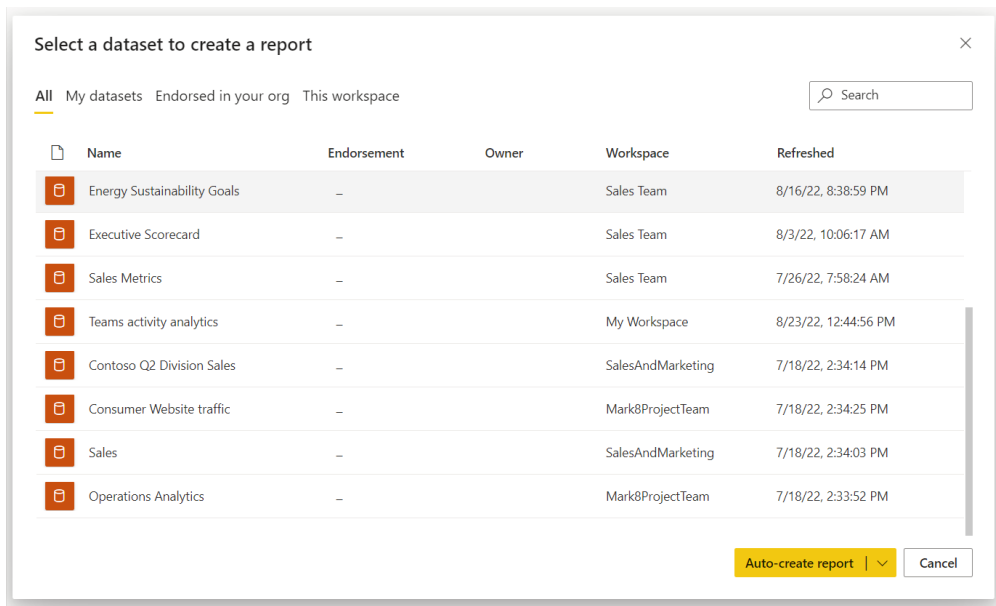 Select a dataset to create a report
All My datasets Endorsed in your org This workspace
Search
Name Endorsement Owner Workspace Refreshed
Energy Sustainability Goals – Sales Team 8/16/22, 8:38:59 PM
Executive Scorecard – Sales Team 8/3/22, 10:06:17 AM
Sales Metrics – Sales Team 7/26/22, 7:58:24 AM
Teams activity analytics – My Workspace 8/23/22, 12:44:56 PM
Contoso Q2 Division Sales – SalesAndMarketing 7/18/22, 2:34:14 PM
Consumer Website traffic – Mark8ProjectTeam 7/18/22, 2:34:25 PM
Sales – SalesAndMarketing 7/18/22, 2:34:03 PM
Operations Analytics – Mark8ProjectTeam 7/18/22, 2:33:52 PM
Auto-create report Cancel